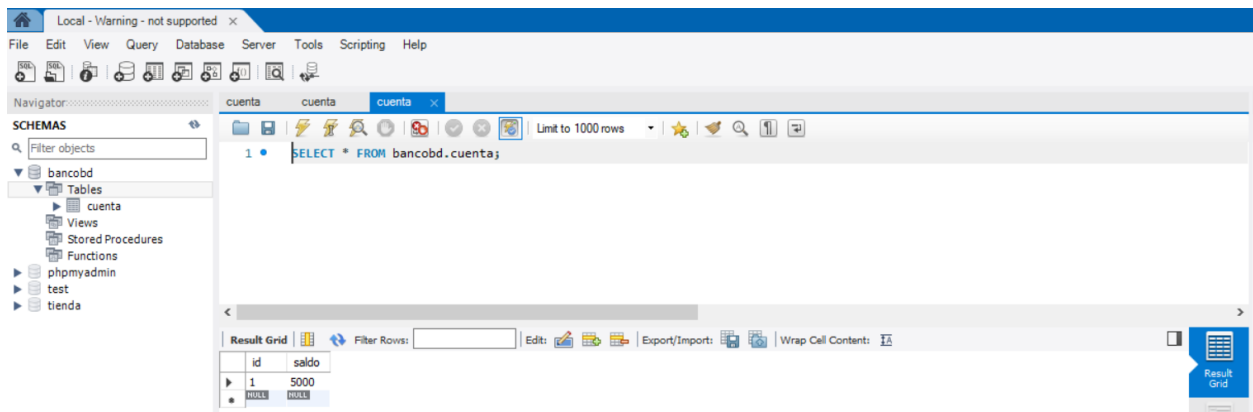 Local - Warning - not supported ×
File Edit View Query Database Server Tools Scripting Help
Navigator
SCHEMAS
Filter objects
bancobd
Tables
cuenta
Views
Stored Procedures
Functions
phpmyadmin
test
tienda
cuenta cuenta cuenta ×
Limit to 1000 rows
1 SELECT * FROM bancobd.cuenta;
Result Grid Filter Rows: Edit: Export/Import: Wrap Cell Content:
id saldo
1 5000
NULL NULL
Result
Grid